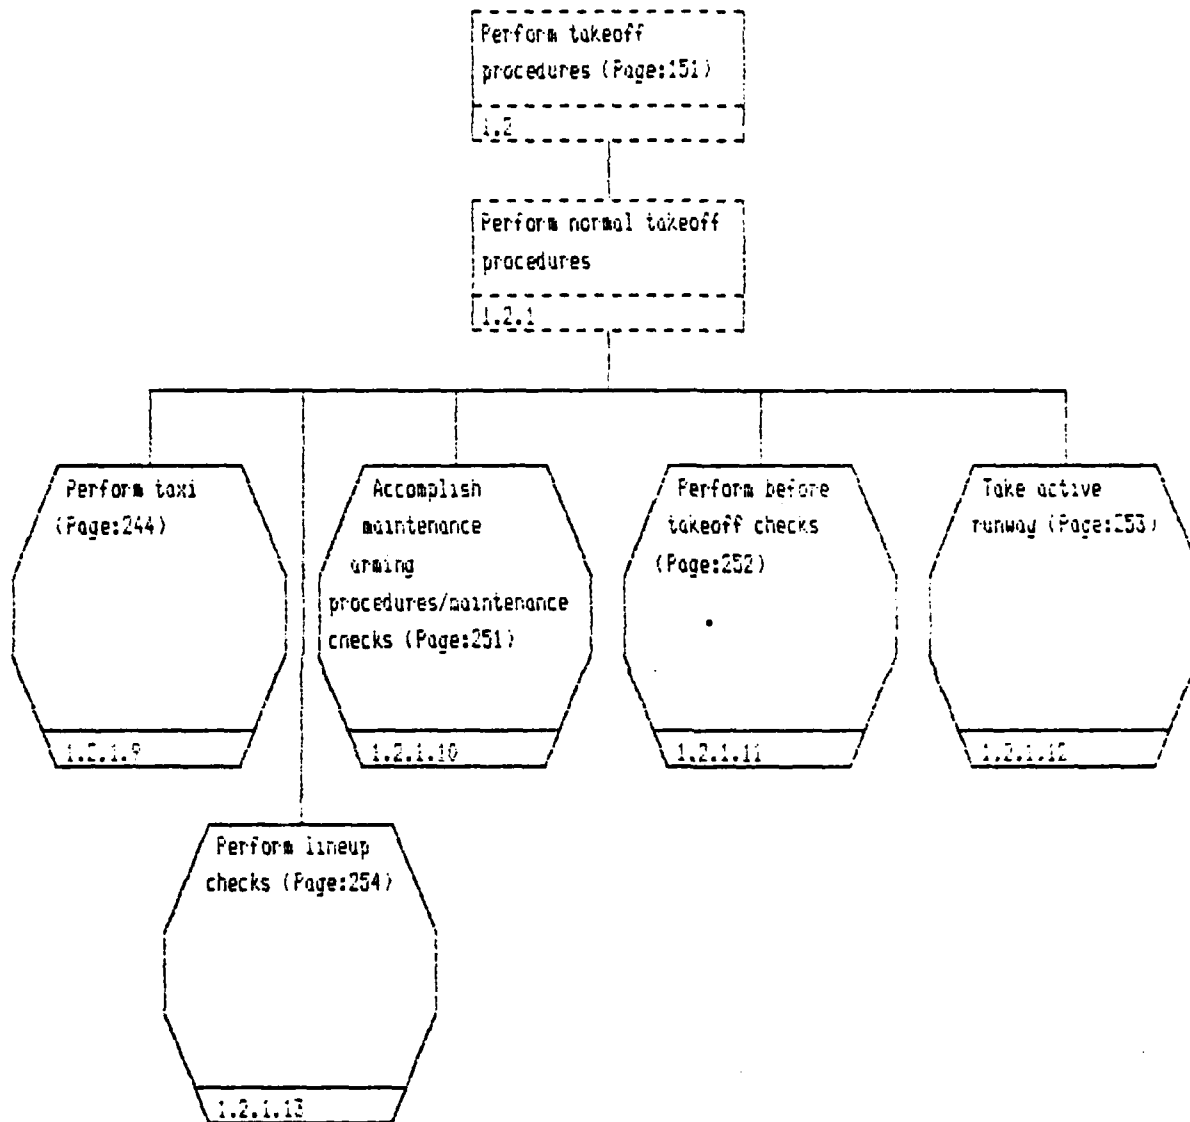 Perform takeoff
procedures (Page:151)
1.2
Perform normal takeoff
procedures
1.2.1
Perform taxi
(Page:244)
1.2.1.9
Accomplish
maintenance
arming
procedures/maintenance
checks (Page:251)
1.2.1.10
Perform before
takeoff checks
(Page:252)
1.2.1.11
Take active
runway (Page:253)
1.2.1.12
Perform lineup
checks (Page:254)
1.2.1.13